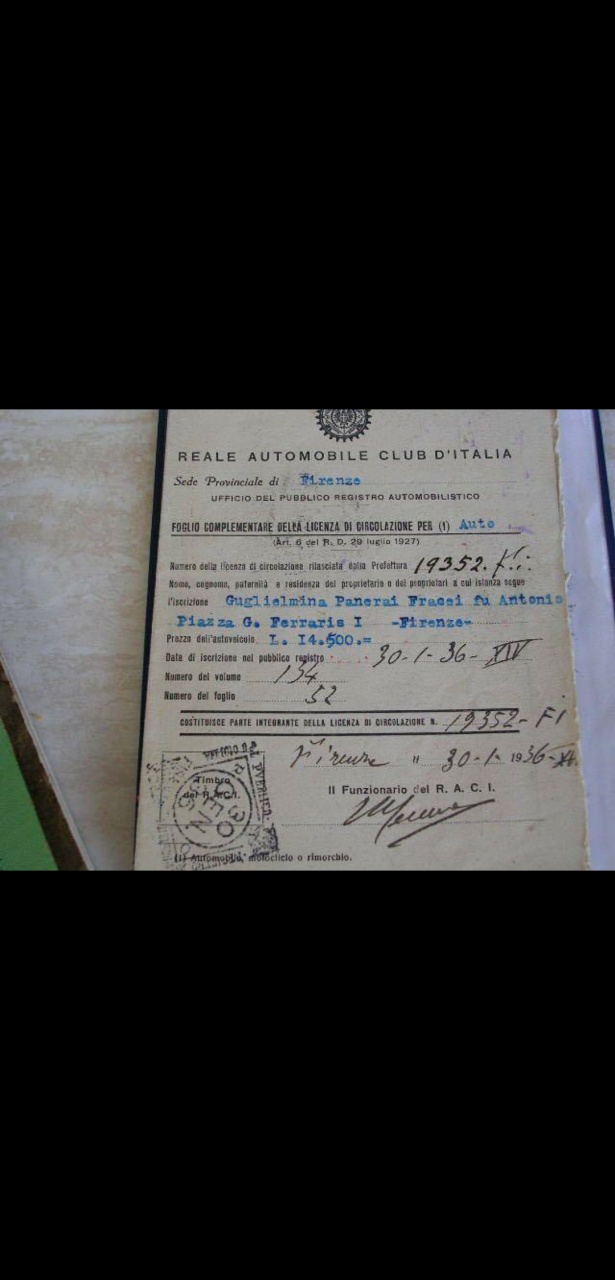 REALE AUTOMOBILE CLUB D'ITALIA
Sede Provinciale di Firenze
UFFICIO DEL PUBBLICO REGISTRO AUTOMOBILISTICO
FOGLIO COMPLEMENTARE DELLA LICENZA DI CIRCOLAZIONE PER (1) Auto
(Art. 6 del R. D. 29 luglio 1927)
Numero della licenza di circolazione rilasciata dalla Prefettura 19352. Fi.
Nome, cognome, paternità e residenza del proprietario o dei proprietari a cui istanza segue
l'iscrizione Guglielmina Panerai Fracei fu Antonio
Piazza G. Ferraris I -Firenze-
Prezzo dell'autoveicolo L. 14.500.=
Data di iscrizione nel pubblico registro 30-1-36-XIV
Numero del volume 134
Numero del foglio 52
COSTITUISCE PARTE INTEGRANTE DELLA LICENZA DI CIRCOLAZIONE N. 19352-FI
Firenze " 30-1-1936-
Timbro
del R.A.C.I.
Il Funzionario del R. A. C. I.
(1) Automobile, motociclo o rimorchio.